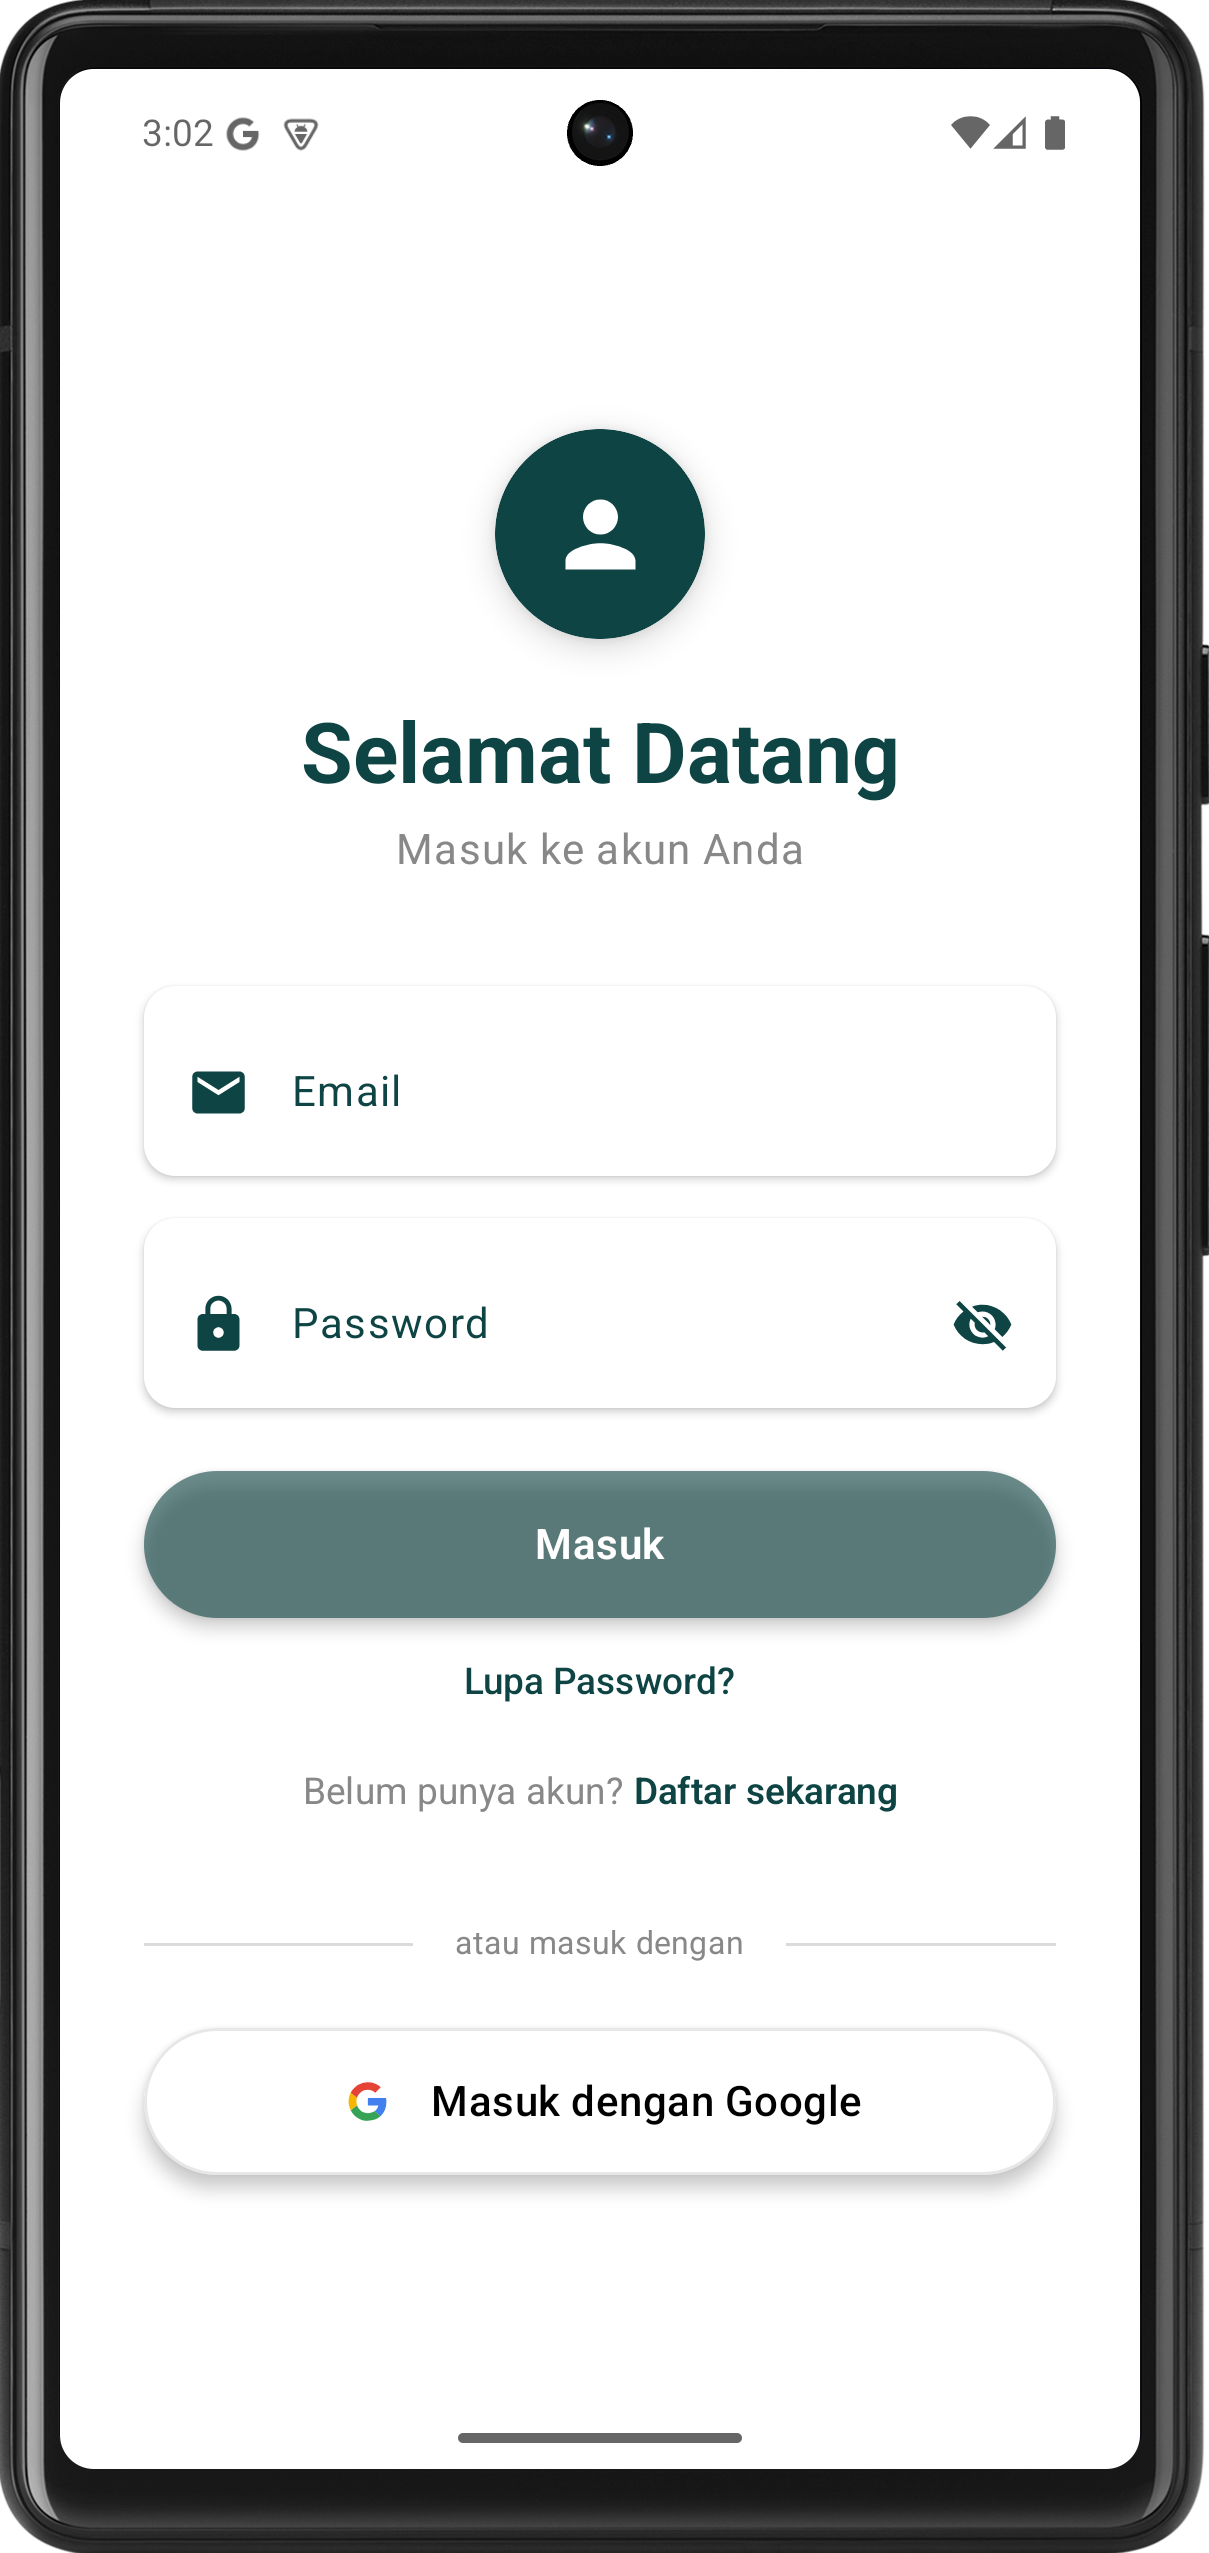 3:02
Selamat Datang
Masuk ke akun Anda
Email
Password
Masuk
Lupa Password?
Belum punya akun? Daftar sekarang
atau masuk dengan
Masuk dengan Google